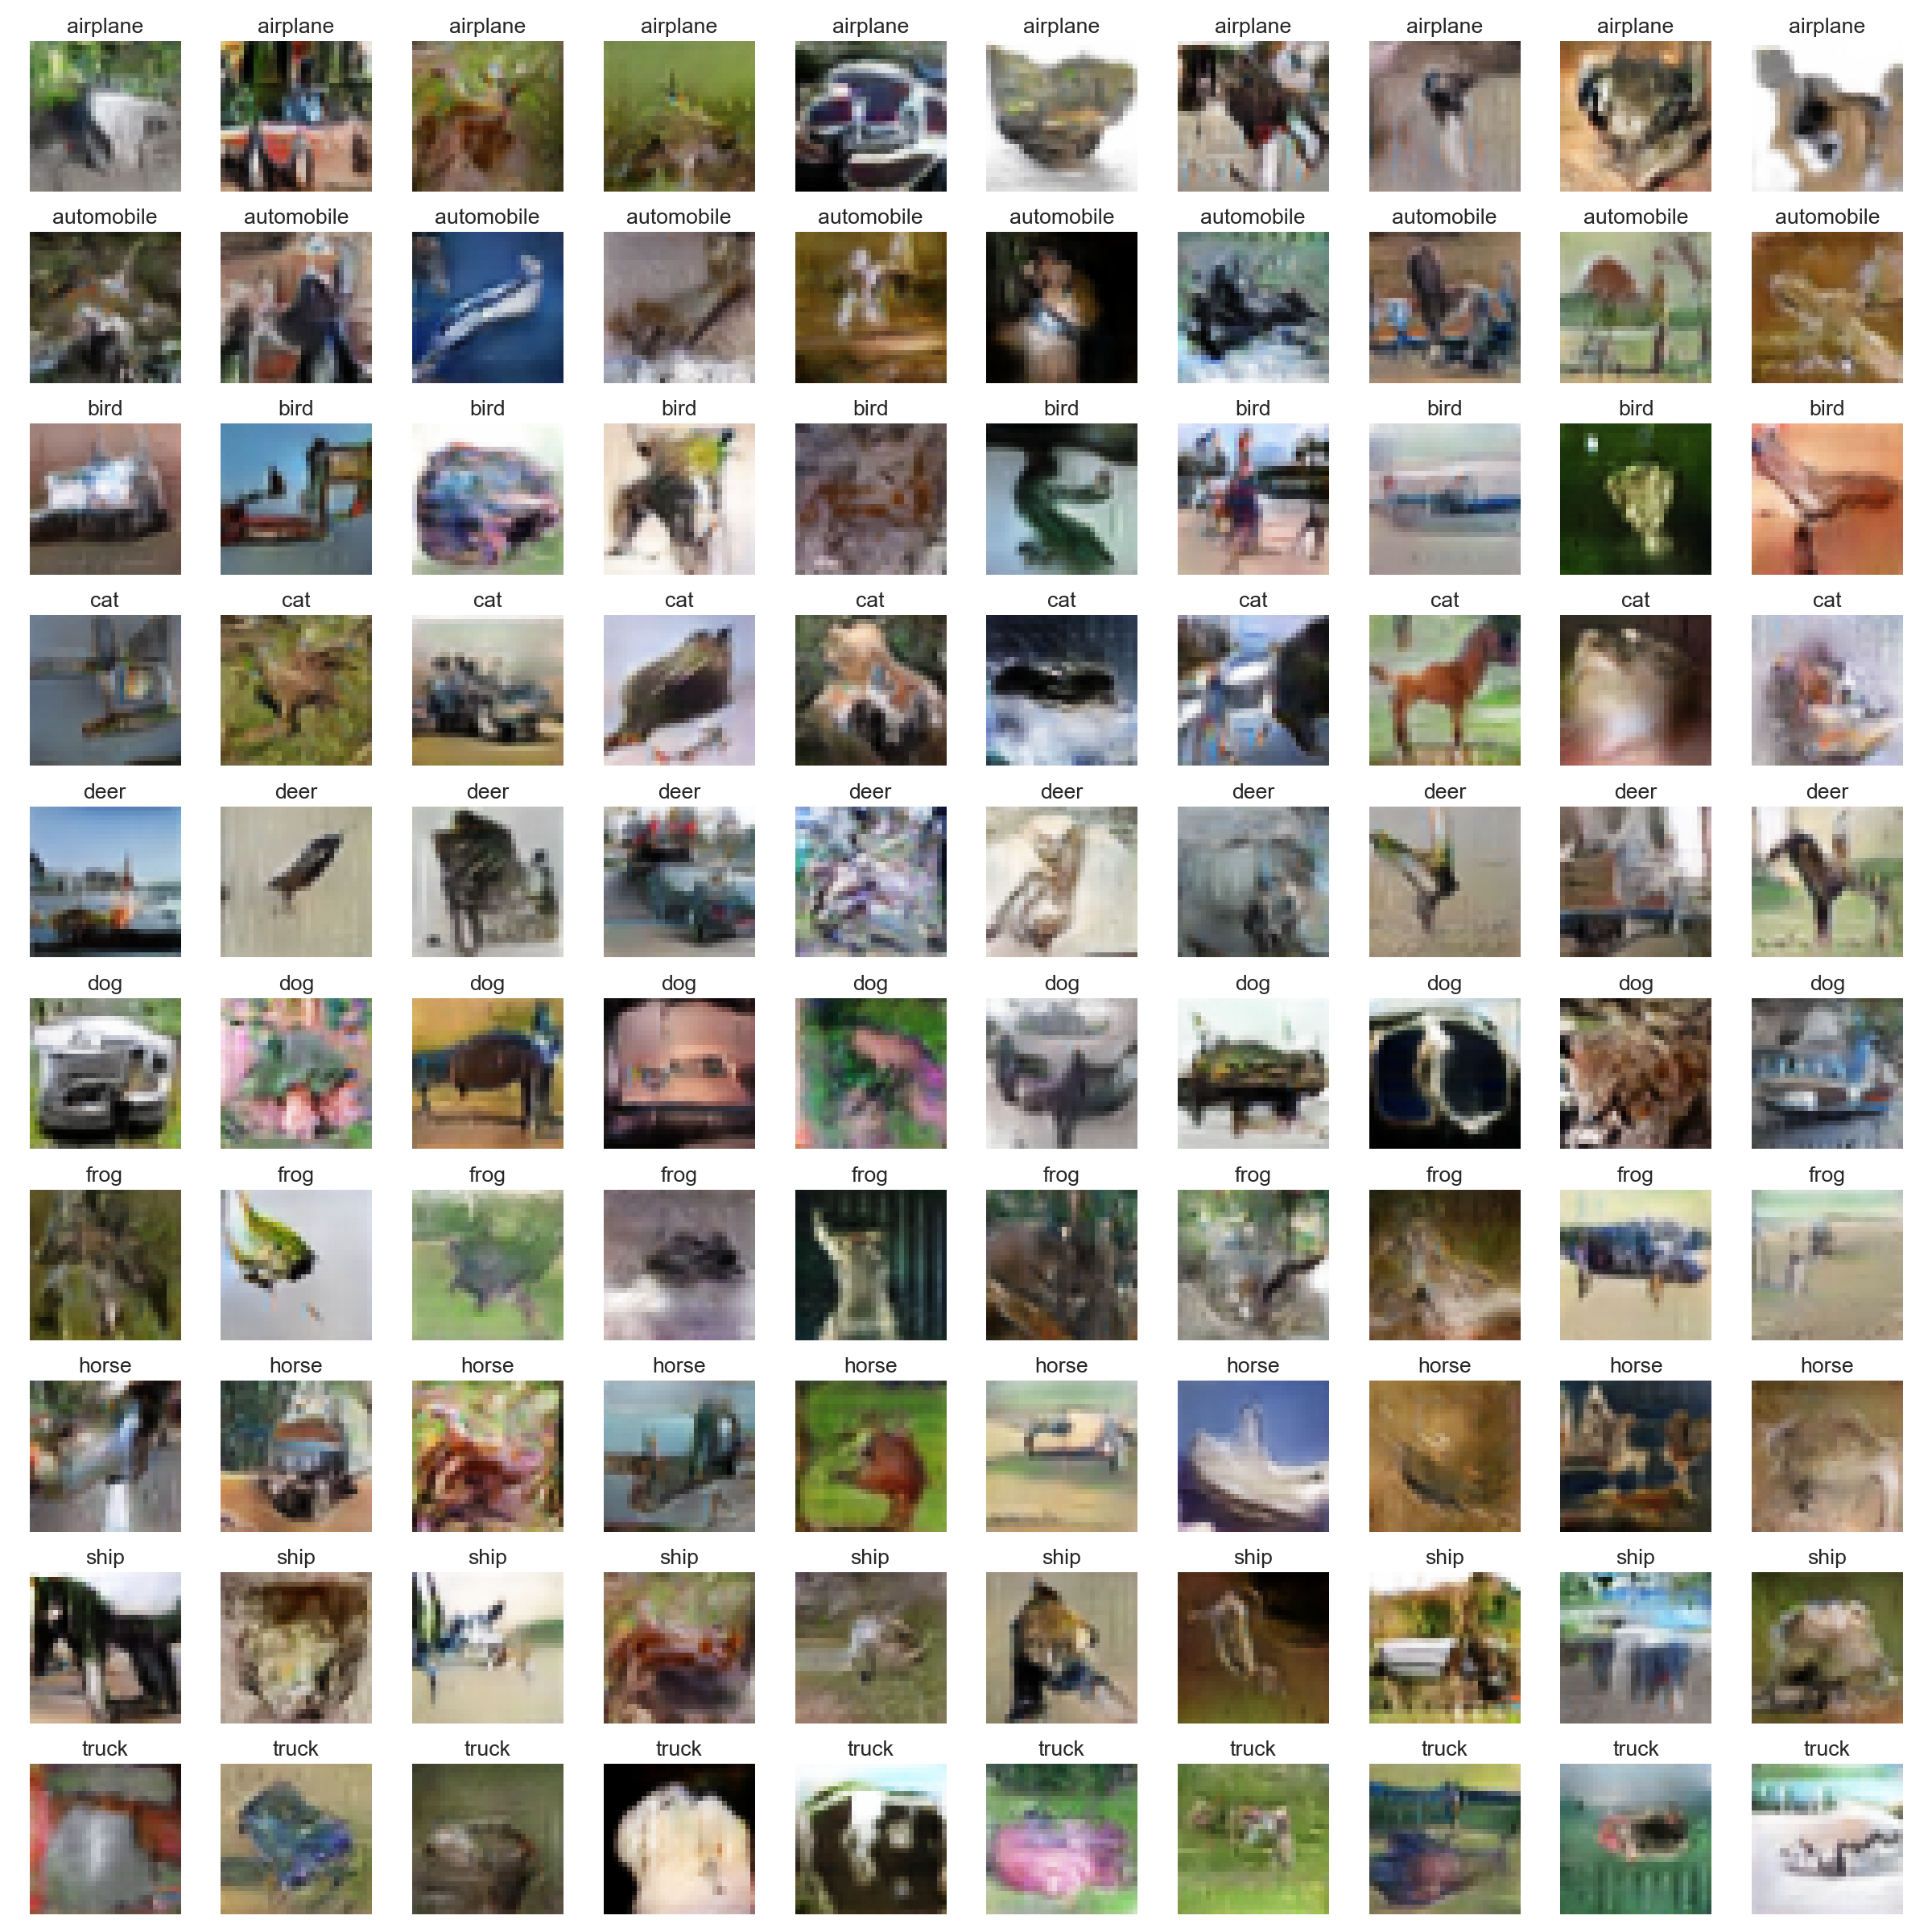 airplane airplane airplane airplane airplane airplane airplane airplane airplane airplane
automobile automobile automobile automobile automobile automobile automobile automobile automobile automobile
bird bird bird bird bird bird bird bird bird bird
cat cat cat cat cat cat cat cat cat cat
deer deer deer deer deer deer deer deer deer deer
dog dog dog dog dog dog dog dog dog dog
frog frog frog frog frog frog frog frog frog frog
horse horse horse horse horse horse horse horse horse horse
ship ship ship ship ship ship ship ship ship ship
truck truck truck truck truck truck truck truck truck truck